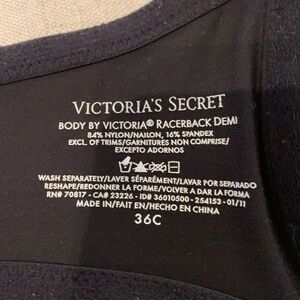 VICTORIA'S SECRET
BODY BY VICTORIA® RACERBACK DEMI
84% NYLON/NAILON, 16% SPANDEX
EXCL. OF TRIMS/GARNITURES NON COMPRISE/
EXCEPTO ADORNOS
WASH SEPARATELY/LAVER SÉPARÉMENT/LAVAR POR SEPARADO
RESHAPE/REDONNER LA FORME/VOLVER A DAR LA FORMA
RN# 70817 - CA# 23226 - ID# 36010500 - 254153 - 01/11
MADE IN/FAIT EN/HECHO EN CHINA
36C